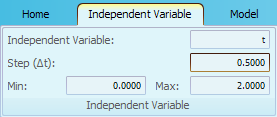 Home Independent Variable Model
Independent Variable: t
Step (Δt): 0.5000
Min: 0.0000 Max: 2.0000
Independent Variable